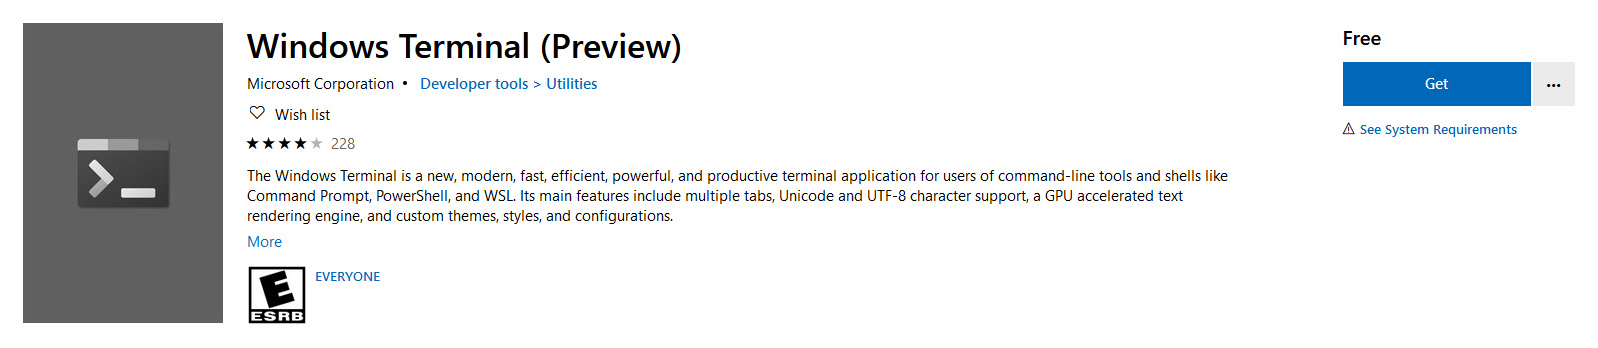 Windows Terminal (Preview)
Microsoft Corporation • Developer tools > Utilities
Wish list
228
The Windows Terminal is a new, modern, fast, efficient, powerful, and productive terminal application for users of command-line tools and shells like
Command Prompt, PowerShell, and WSL. Its main features include multiple tabs, Unicode and UTF-8 character support, a GPU accelerated text
rendering engine, and custom themes, styles, and configurations.
More
E
ESRB
EVERYONE
Free
Get
...
See System Requirements